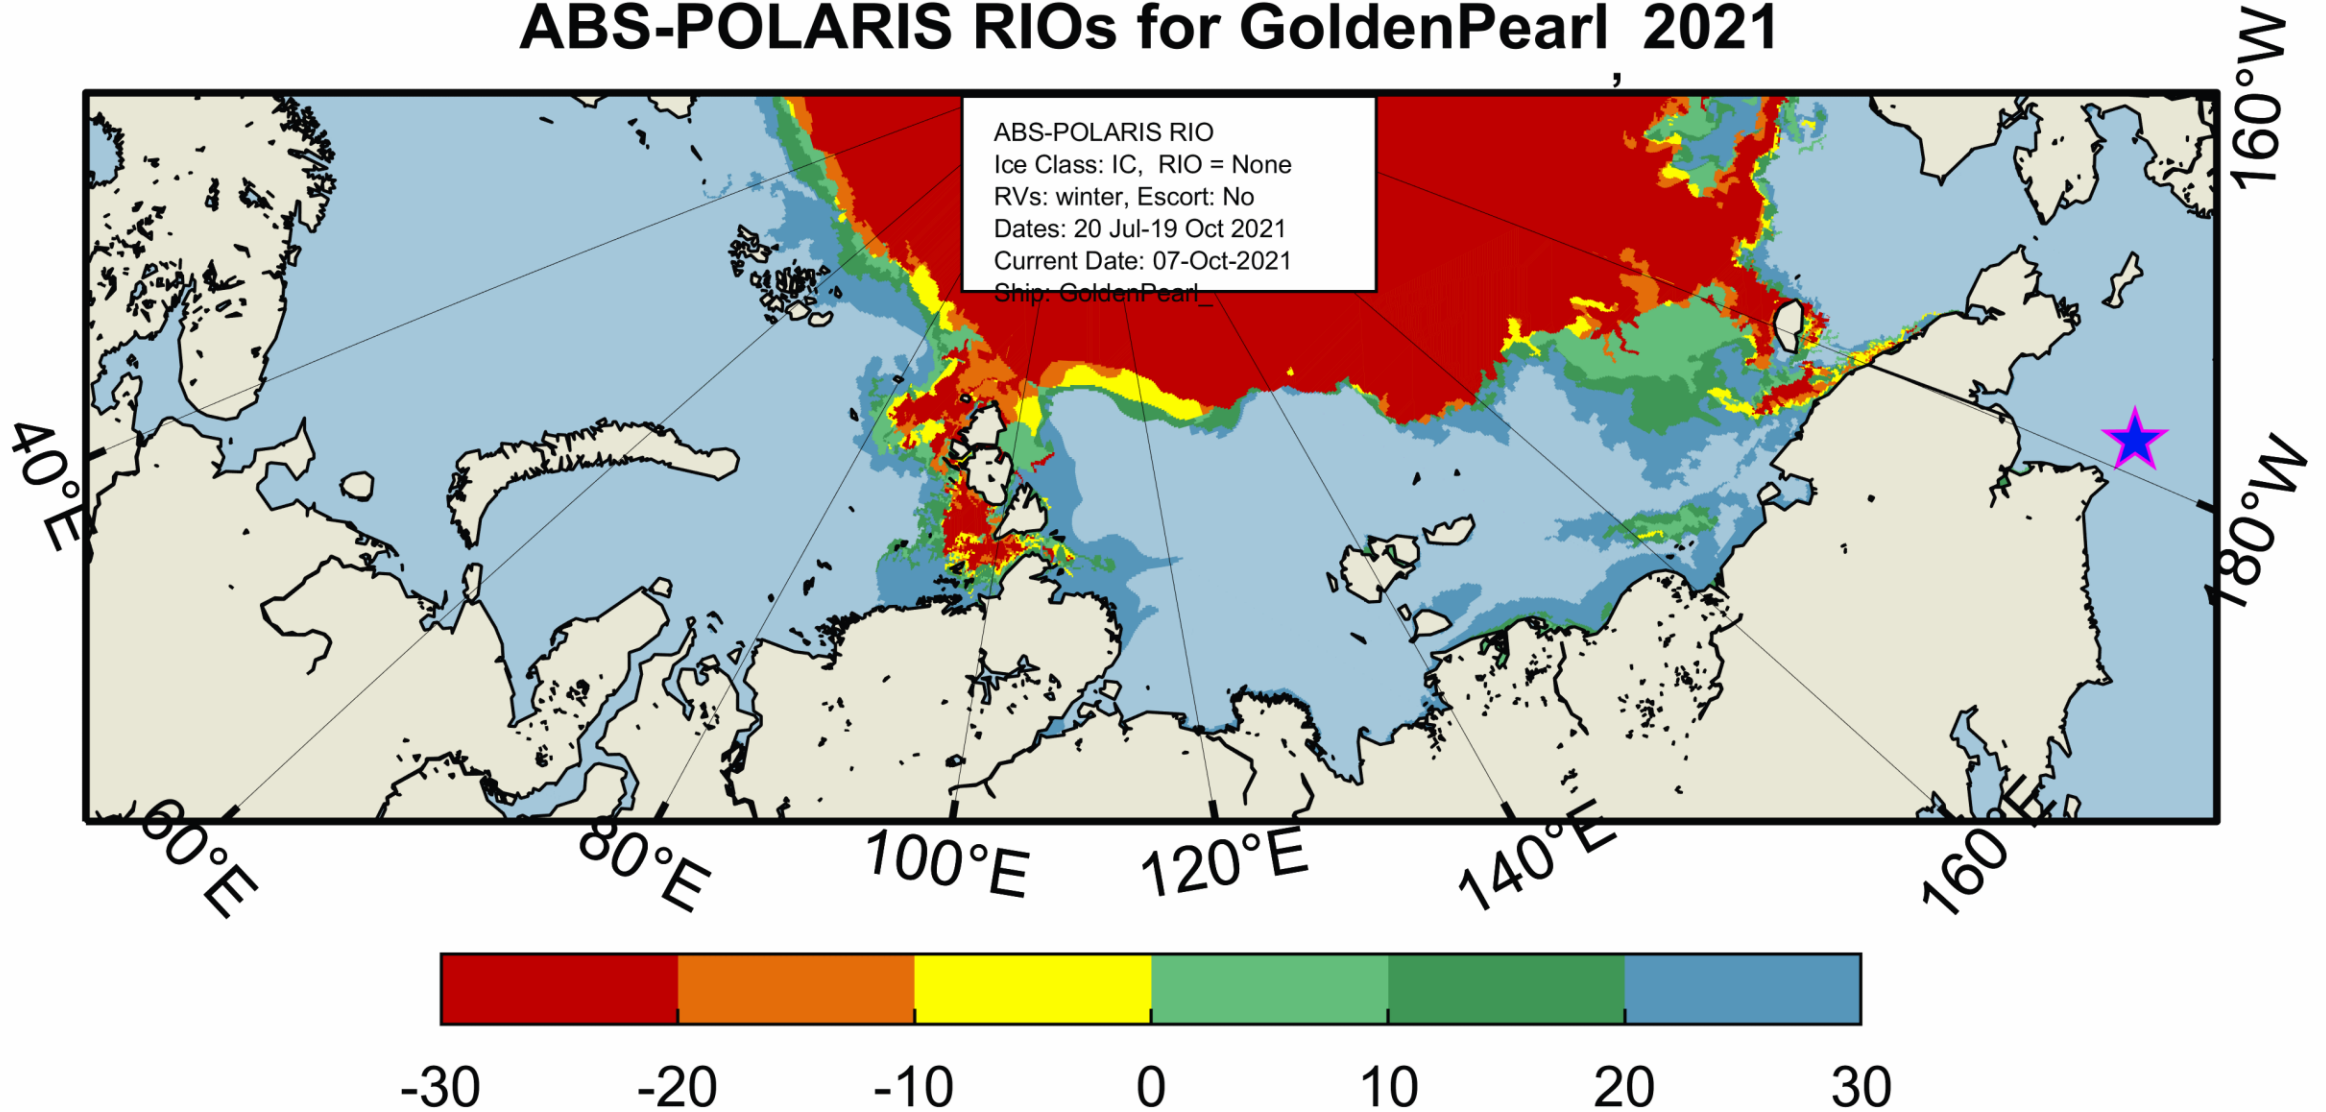 ABS-POLARIS RIOs for GoldenPearl, 2021
160°W
ABS-POLARIS RIO
Ice Class: IC, RIO = None
RVs: winter, Escort: No
Dates: 20 Jul-19 Oct 2021
Current Date: 07-Oct-2021
Ship: GoldenPearl_
40°E
180°W
60°E
80°E
100°E
120°E
140°E
160°E
-30
-20
-10
0
10
20
30